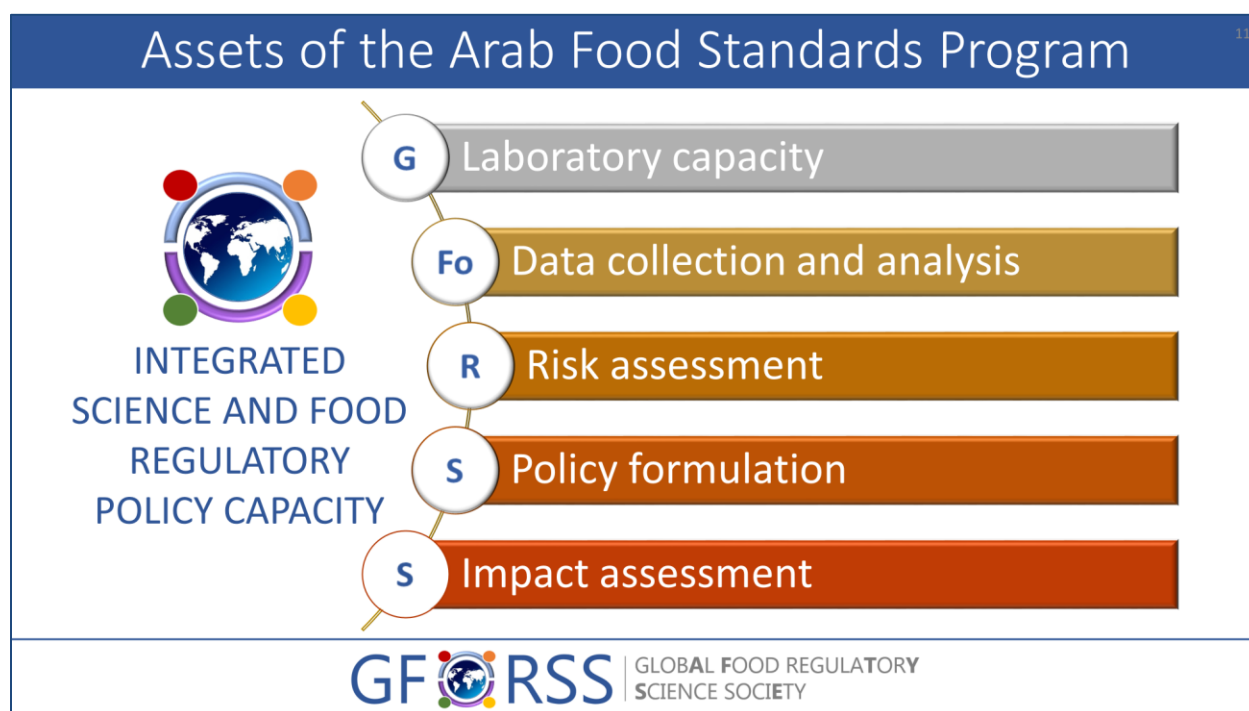 Assets of the Arab Food Standards Program
11
G
Laboratory capacity
Fo
Data collection and analysis
R
Risk assessment
S
Policy formulation
S
Impact assessment
INTEGRATED
SCIENCE AND FOOD
REGULATORY
POLICY CAPACITY
GFORSS
GLOBAL FOOD REGULATORY
SCIENCE SOCIETY